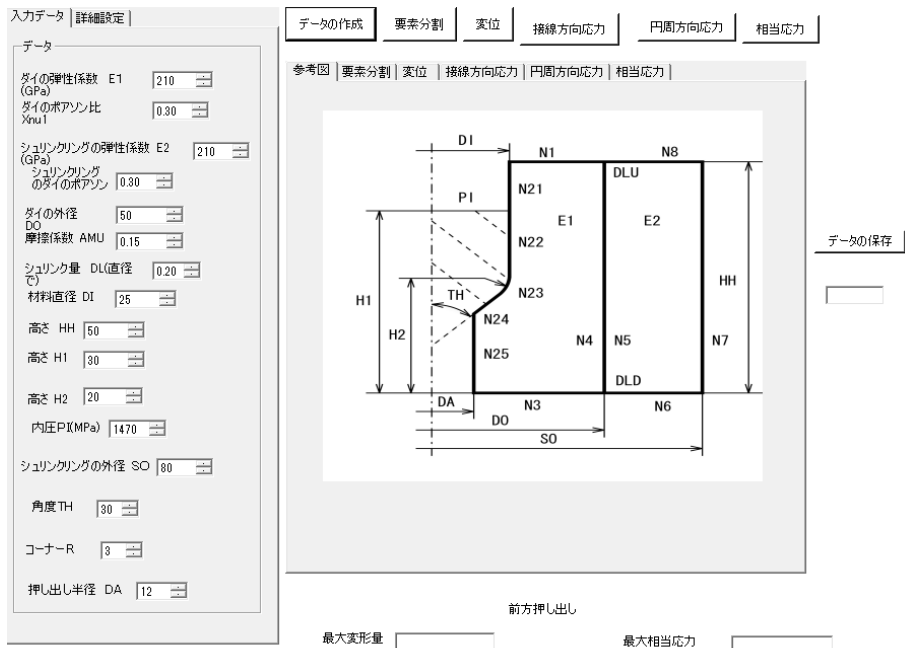 入力データ 詳細設定
データ
ダイの弾性係数 E1
(GPa)
210
ダイのポアソン比
Xnu1
0.30
シュリンクリングの弾性係数 E2
(GPa)
210
シュリンクリング
のダイのポアソン
0.30
ダイの外径
DO
50
摩擦係数 AMU 0.15
シュリンク量 DL(直径
で)
0.20
材料直径 DI 25
高さ HH 50
高さ H1 30
高さ H2 20
内圧PI(MPa) 1470
シュリンクリングの外径 SO 80
角度TH 30
コーナーR 3
押し出し半径 DA 12
データの作成 要素分割 変位 接線方向応力 円周方向応力 相当応力
参考図 要素分割 変位 接線方向応力 円周方向応力 相当応力
DI
N1 N8
DLU
N21
PI
E1 E2
N22
HH
N23
TH
H1
N24
H2
N4 N5 N7
N25
DLD
DA
N3 N6
DO
SO
データの保存
前方押し出し
最大変形量 最大相当応力